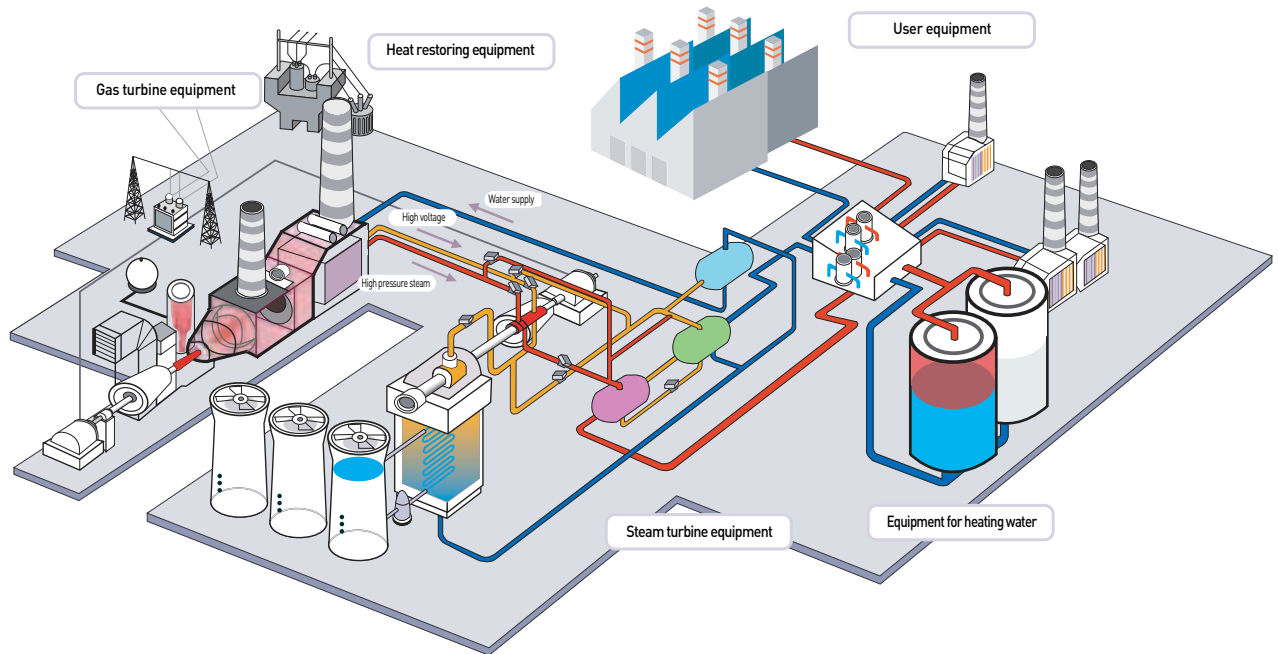 Heat restoring equipment
User equipment
Gas turbine equipment
Water supply
High voltage
High pressure steam
Steam turbine equipment
Equipment for heating water